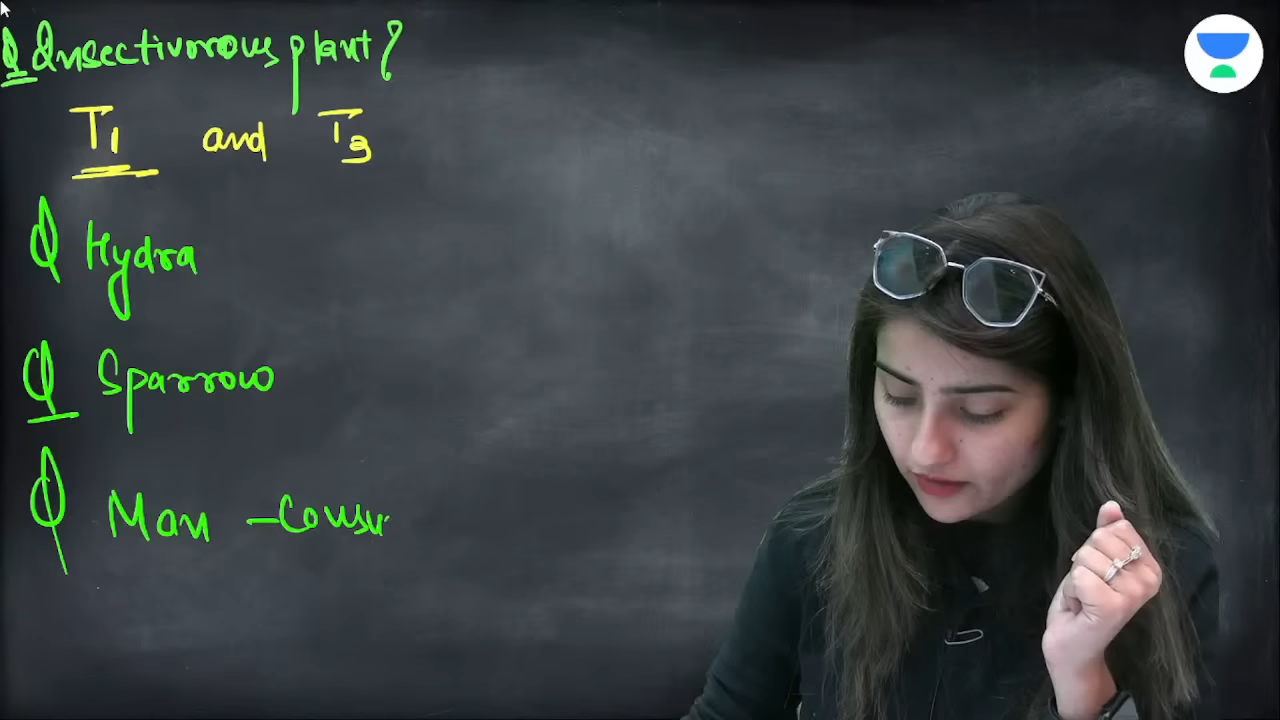 Q Insectivorous plant?
T1 and T3
Q Hydra
Q Sparrow
Q Man - Consu